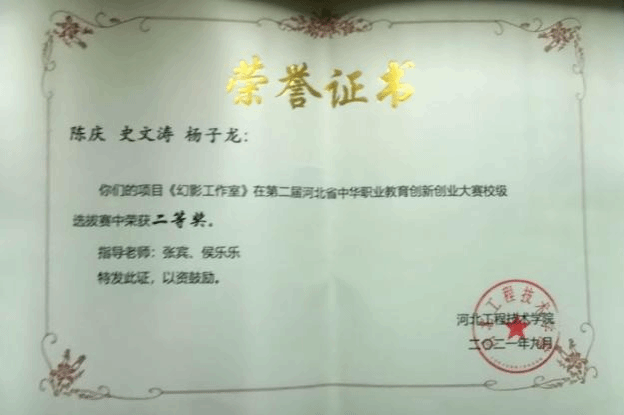 荣誉证书
陈庆 史文涛 杨子龙：
你们的项目《幻影工作室》在第二届河北省中华职业教育创新创业大赛校级
选拔赛中荣获二等奖。
指导老师：张宾、侯乐乐
特发此证，以资鼓励。
河北工程技术学院
二〇二一年九月